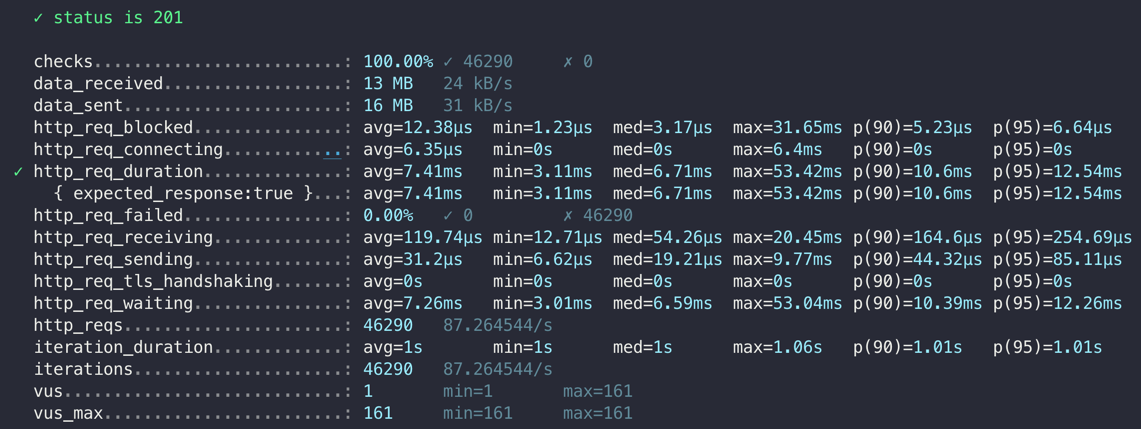 ✓ status is 201
checks.........................: 100.00% ✓ 46290 ✗ 0
data_received..................: 13 MB 24 kB/s
data_sent......................: 16 MB 31 kB/s
http_req_blocked...............: avg=12.38µs min=1.23µs med=3.17µs max=31.65ms p(90)=5.23µs p(95)=6.64µs
http_req_connecting............: avg=6.35µs min=0s med=0s max=6.4ms p(90)=0s p(95)=0s
✓ http_req_duration..............: avg=7.41ms min=3.11ms med=6.71ms max=53.42ms p(90)=10.6ms p(95)=12.54ms
{ expected_response:true }...: avg=7.41ms min=3.11ms med=6.71ms max=53.42ms p(90)=10.6ms p(95)=12.54ms
http_req_failed................: 0.00% ✓ 0 ✗ 46290
http_req_receiving.............: avg=119.74µs min=12.71µs med=54.26µs max=20.45ms p(90)=164.6µs p(95)=254.69µs
http_req_sending...............: avg=31.2µs min=6.62µs med=19.21µs max=9.77ms p(90)=44.32µs p(95)=85.11µs
http_req_tls_handshaking.......: avg=0s min=0s med=0s max=0s p(90)=0s p(95)=0s
http_req_waiting...............: avg=7.26ms min=3.01ms med=6.59ms max=53.04ms p(90)=10.39ms p(95)=12.26ms
http_reqs......................: 46290 87.264544/s
iteration_duration.............: avg=1s min=1s med=1s max=1.06s p(90)=1.01s p(95)=1.01s
iterations.....................: 46290 87.264544/s
vus............................: 1 min=1 max=161
vus_max........................: 161 min=161 max=161